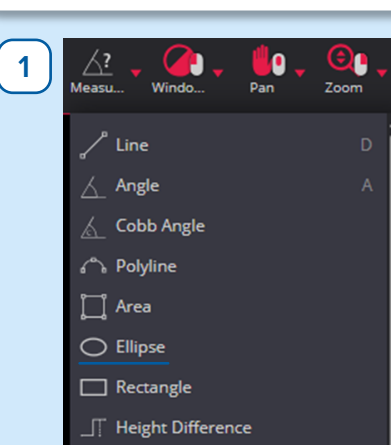 1
?
Measu... Windo... Pan Zoom
Line D
Angle A
Cobb Angle
Polyline
Area
Ellipse
Rectangle
Height Difference